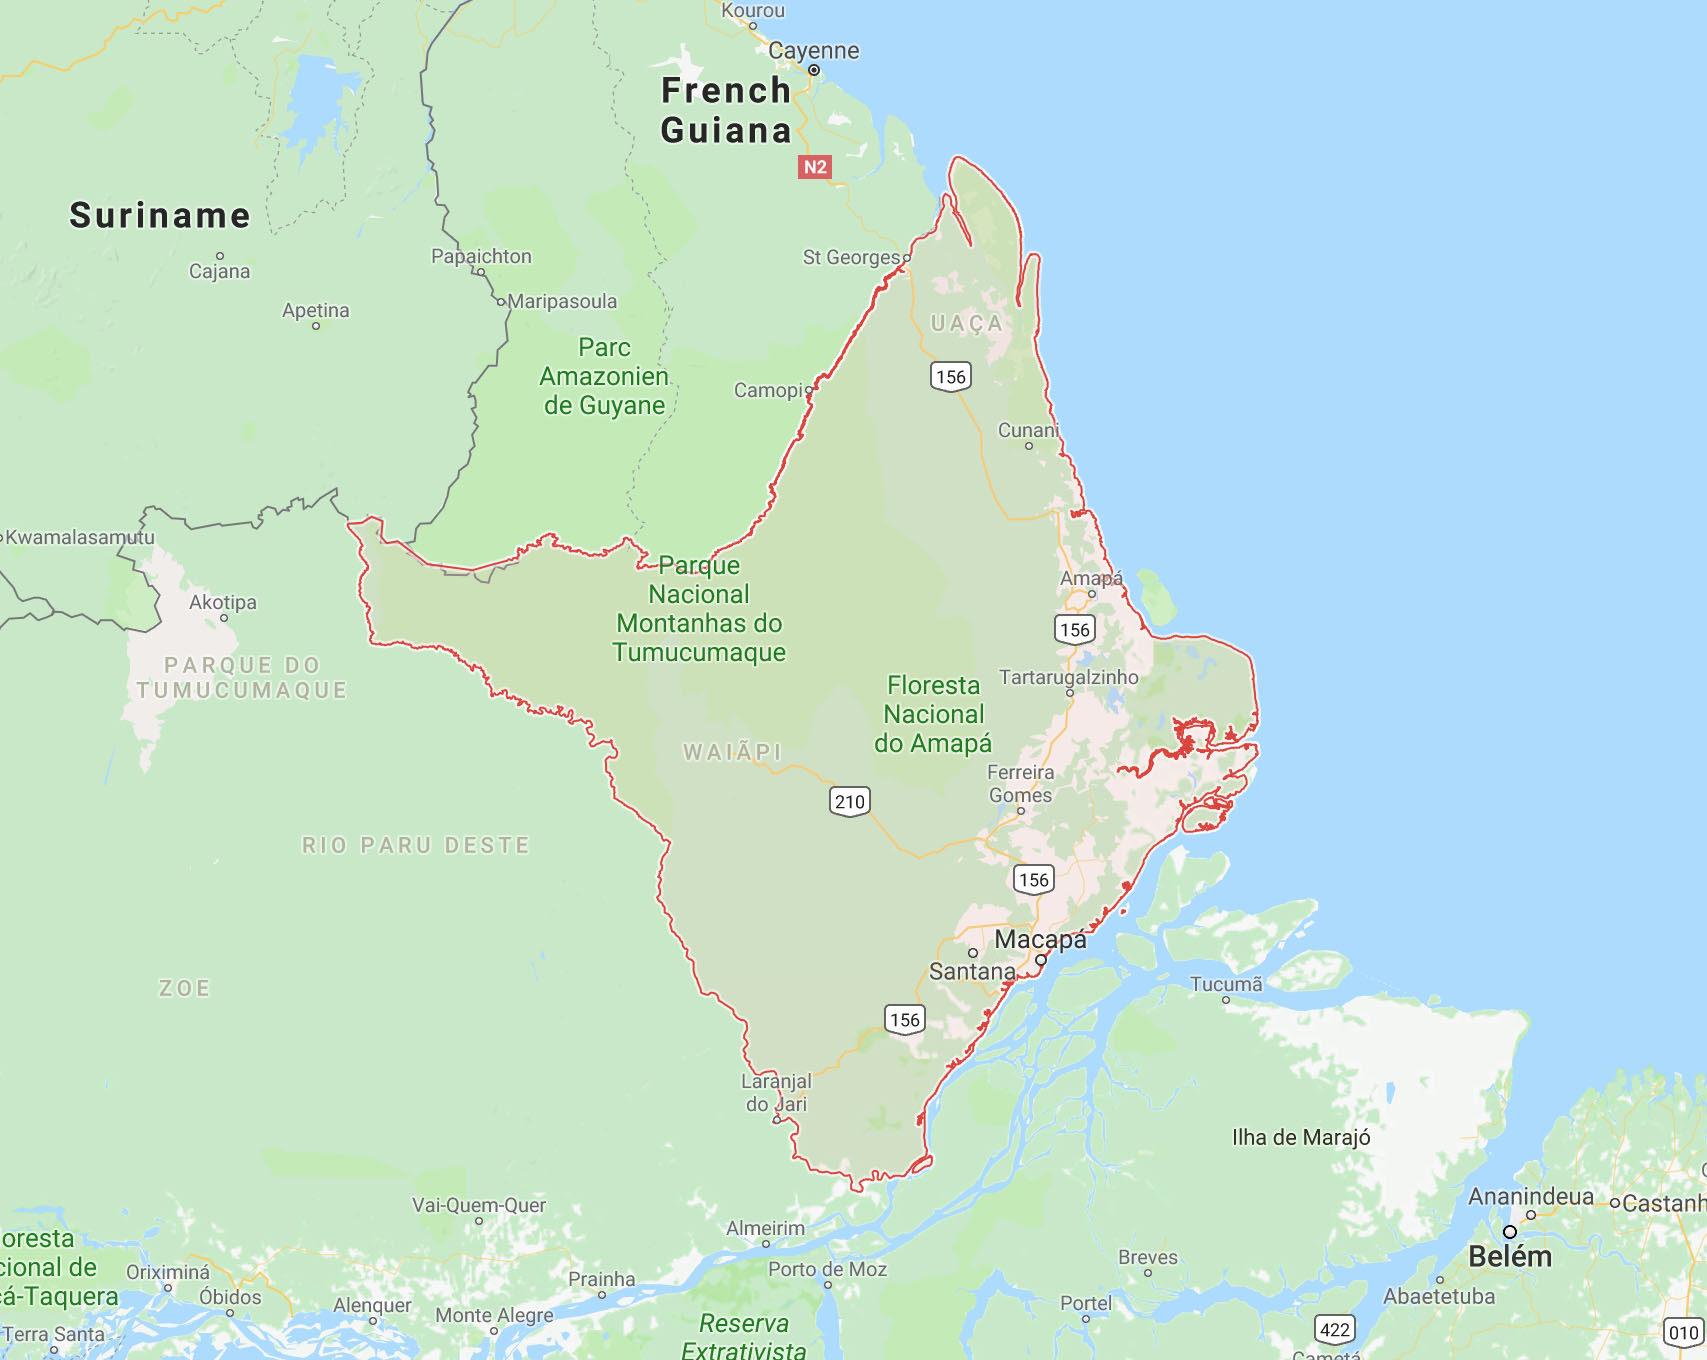 Kourou
Cayenne
French
Guiana
N2
Suriname
Cajana
Papaichton
St Georges
Maripasoula
Apetina
UAÇA
Parc
Amazonien
de Guyane
156
Camopi
Cunani
Kwamalasamutu
Parque
Nacional
Montanhas do
Tumucumaque
Amapá
Akotipa
156
PARQUE DO
TUMUCUMAQUE
Tartarugalzinho
Floresta
Nacional
do Amapá
WAIÃPI
Ferreira
Gomes
210
RIO PARU DESTE
156
Macapá
Santana
ZOE
Tucumã
156
Laranjal
do Jari
Ilha de Marajó
Vai-Quem-Quer
Ananindeua
Castanh
Almeirim
Belém
oresta
cional de
cá-Taquera
Oriximiná
Óbidos
Prainha
Porto de Moz
Breves
Abaetetuba
Alenquer
Monte Alegre
Portel
Reserva
Extrativista
Terra Santa
422
010
Cametá